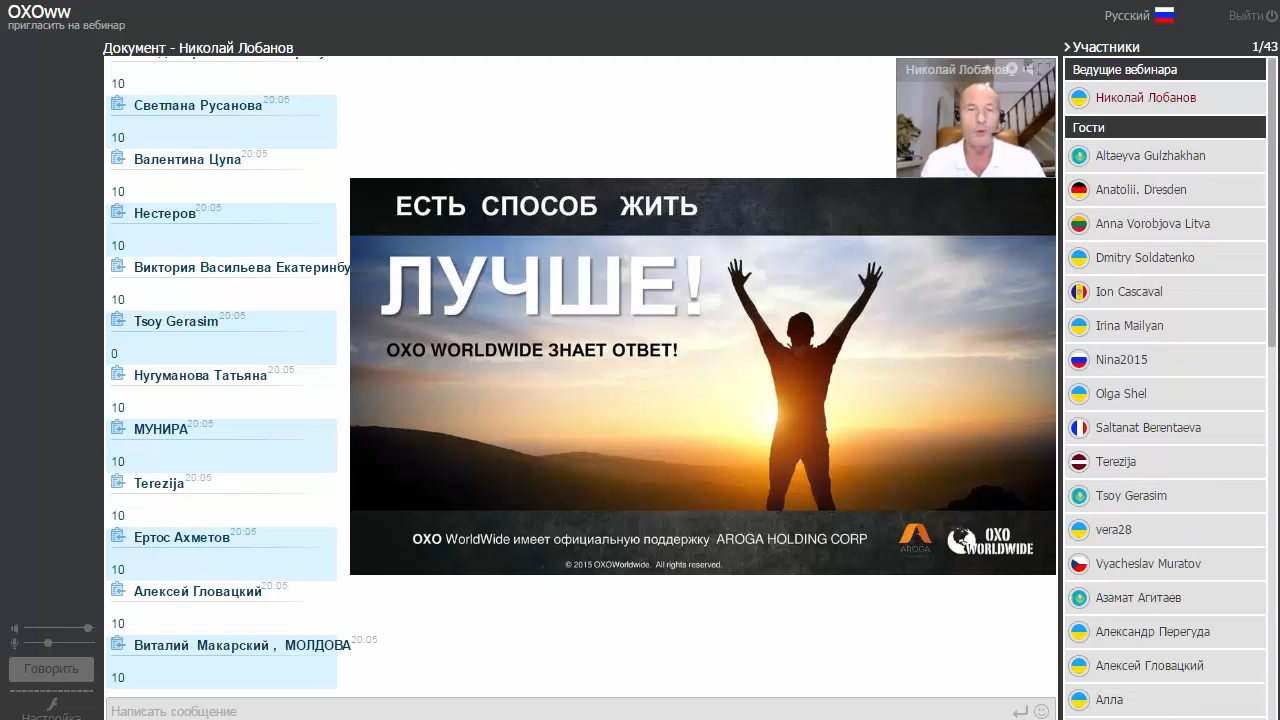 OXOww
пригласить на вебинар
Русский
Выйти
Документ - Николай Лобанов
Участники
1/43
10
Светлана Русанова 20:05
10
Валентина Цупа 20:05
10
Нестеров 20:05
10
Виктория Васильева Екатеринбу
10
Tsoy Gerasim 20:05
0
Нугуманова Татьяна 20:05
10
МУНИРА 20:05
10
Terezija 20:05
10
Ертос Ахметов 20:05
10
Алексей Гловацкий 20:05
10
Виталий Макарский , МОЛДОВА 20:05
10
Написать сообщение
Говорить
Настройка
Николай Лобанов
ЕСТЬ СПОСОБ ЖИТЬ
ЛУЧШЕ!
OXO WORLDWIDE ЗНАЕТ ОТВЕТ!
OXO WorldWide имеет официальную поддержку AROGA HOLDING CORP
AROGA
OXO
WORLDWIDE
© 2015 OXOWorldwide. All rights reserved.
Ведущие вебинара
Николай Лобанов
Гости
Altaeyva Gulzhakhan
Anatolii. Dresden
Anna Vorobjova Litva
Dmitry Soldatenko
Ion Cascaval
Irina Mailyan
Nina2015
Olga Shel
Saltanat Berentaeva
Terezija
Tsoy Gerasim
vera28
Yaroslav Muratov
Азамат Агитаев
Александр Перегуда
Алексей Гловацкий
Алла